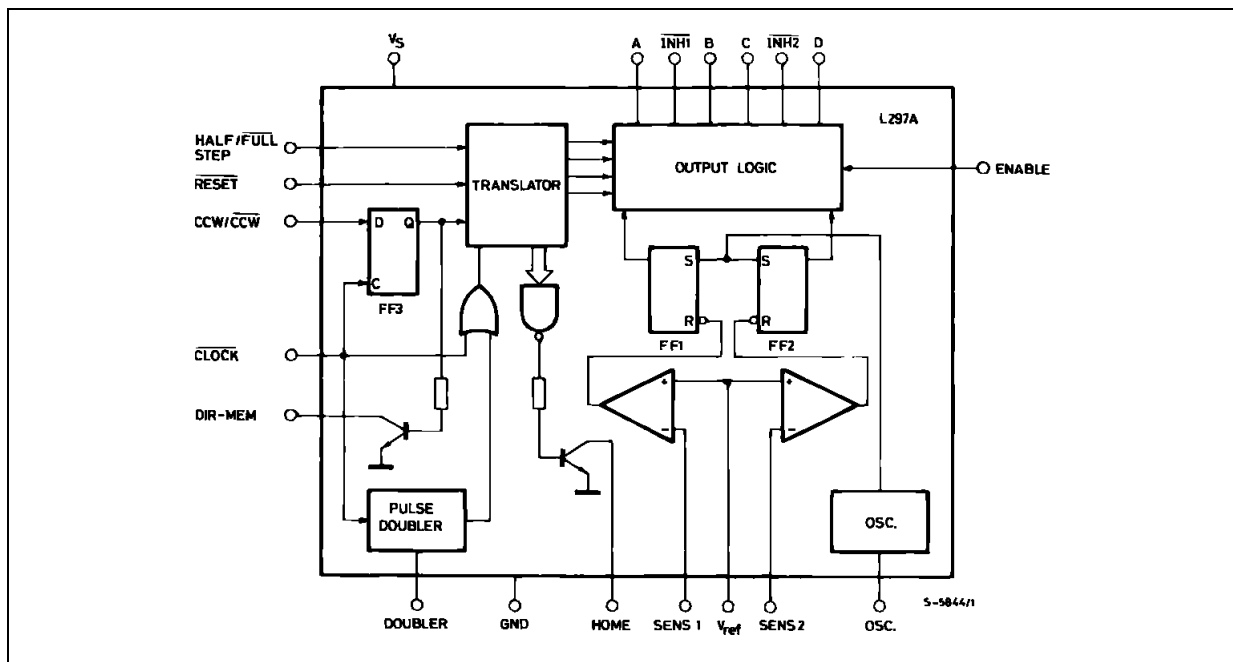 VS
A INH1 B C INH2 D
L297A
HALF/FULL
STEP
RESET
CCW/CCW
TRANSLATOR
OUTPUT LOGIC
ENABLE
D Q
C
FF3
S
R
FF1
S
R
FF2
CLOCK
DIR-MEM
+
−
+
−
PULSE
DOUBLER
OSC.
S-5844/1
DOUBLER
GND
HOME
SENS 1
Vref
SENS 2
OSC.